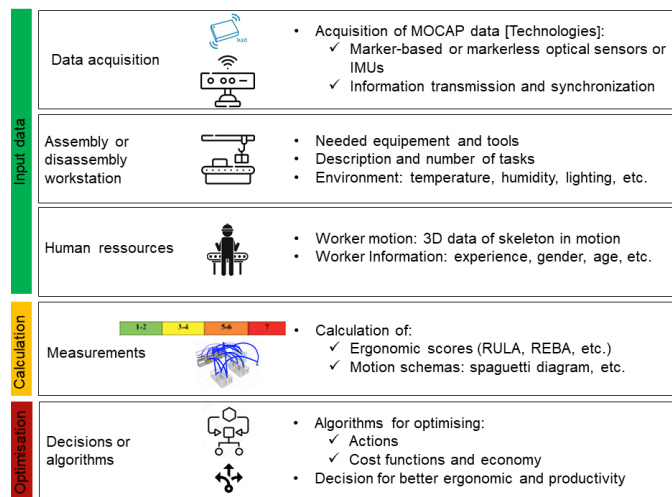 Input data
Data acquisition
• Acquisition of MOCAP data [Technologies]:
✓ Marker-based or markerless optical sensors or
IMUs
✓ Information transmission and synchronization
Assembly or
disassembly
workstation
• Needed equipement and tools
• Description and number of tasks
• Environment: temperature, humidity, lighting, etc.
Human ressources
• Worker motion: 3D data of skeleton in motion
• Worker Information: experience, gender, age, etc.
Calculation
Measurements
1-2 3-4 5-6 7
• Calculation of:
✓ Ergonomic scores (RULA, REBA, etc.)
✓ Motion schemas: spaguetti diagram, etc.
Optimisation
Decisions or
algorithms
• Algorithms for optimising:
✓ Actions
✓ Cost functions and economy
• Decision for better ergonomic and productivity